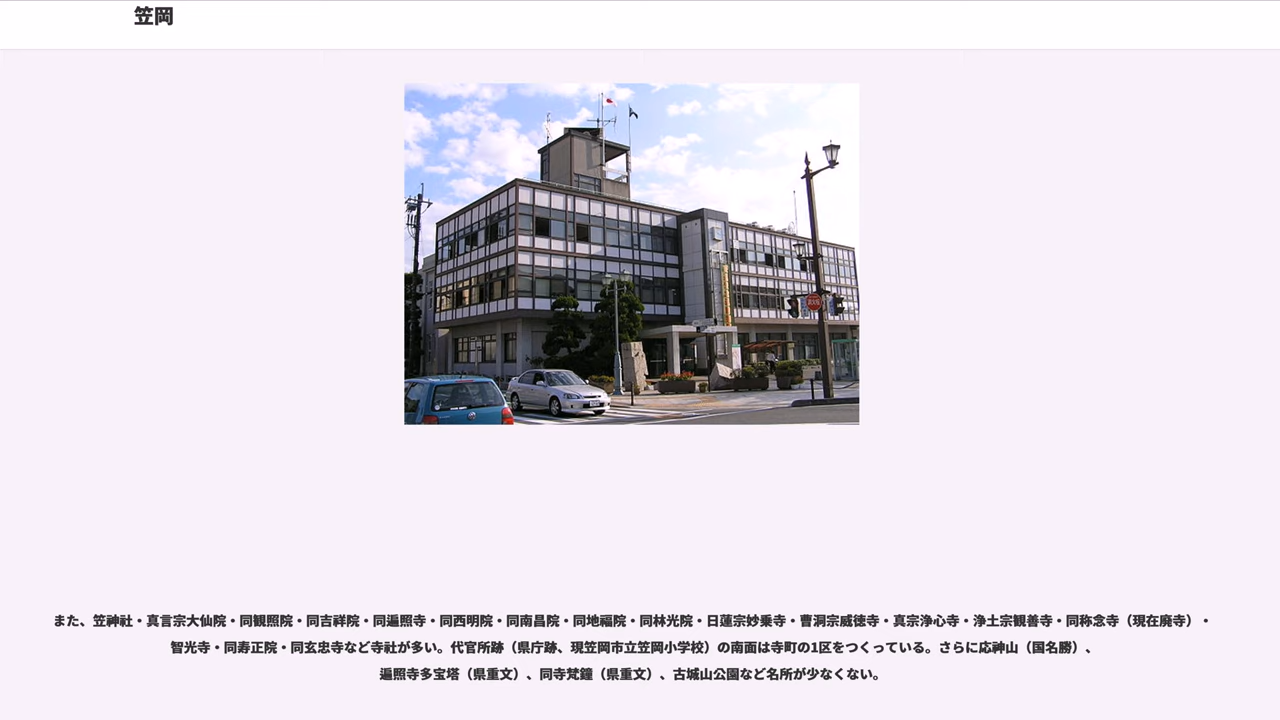 笠岡
また、笠神社・真言宗大仙院・同観照院・同吉祥院・同遍照寺・同西明院・同南昌院・同地福院・同林光院・日蓮宗妙乗寺・曹洞宗威徳寺・真宗浄心寺・浄土宗観善寺・同称念寺（現在廃寺）・
智光寺・同寿正院・同玄忠寺など寺社が多い。代官所跡（県庁跡、現笠岡市立笠岡小学校）の南面は寺町の1区をつくっている。さらに応神山（国名勝）、
遍照寺多宝塔（県重文）、同寺梵鐘（県重文）、古城山公園など名所が少なくない。